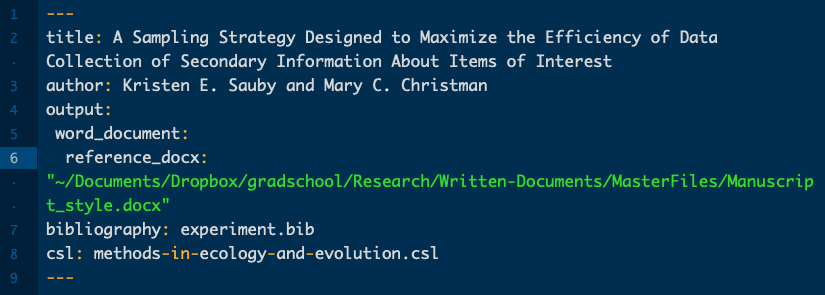 1 ---
2 title: A Sampling Strategy Designed to Maximize the Efficiency of Data
· Collection of Secondary Information About Items of Interest
3 author: Kristen E. Sauby and Mary C. Christman
4 output:
5  word_document:
6   reference_docx:
· "~/Documents/Dropbox/gradschool/Research/Written-Documents/MasterFiles/Manuscrip
· t_style.docx"
7 bibliography: experiment.bib
8 csl: methods-in-ecology-and-evolution.csl
9 ---